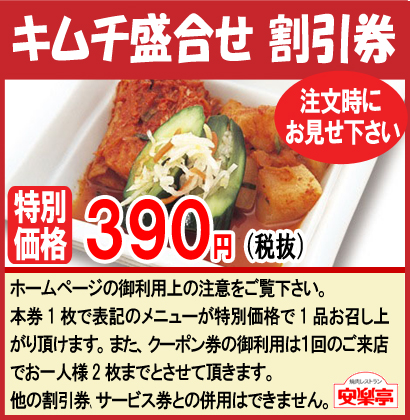 キムチ盛合せ 割引券
注文時に
お見せ下さい
特別
価格
390円(税抜)
ホームページの御利用上の注意をご覧下さい。
本券1枚で表記のメニューが特別価格で1品お召し上
がり頂けます。また、クーポン券の御利用は1回のご来店
でお一人様2枚までとさせて頂きます。
他の割引券、サービス券との併用はできません。
焼肉レストラン
安楽亭